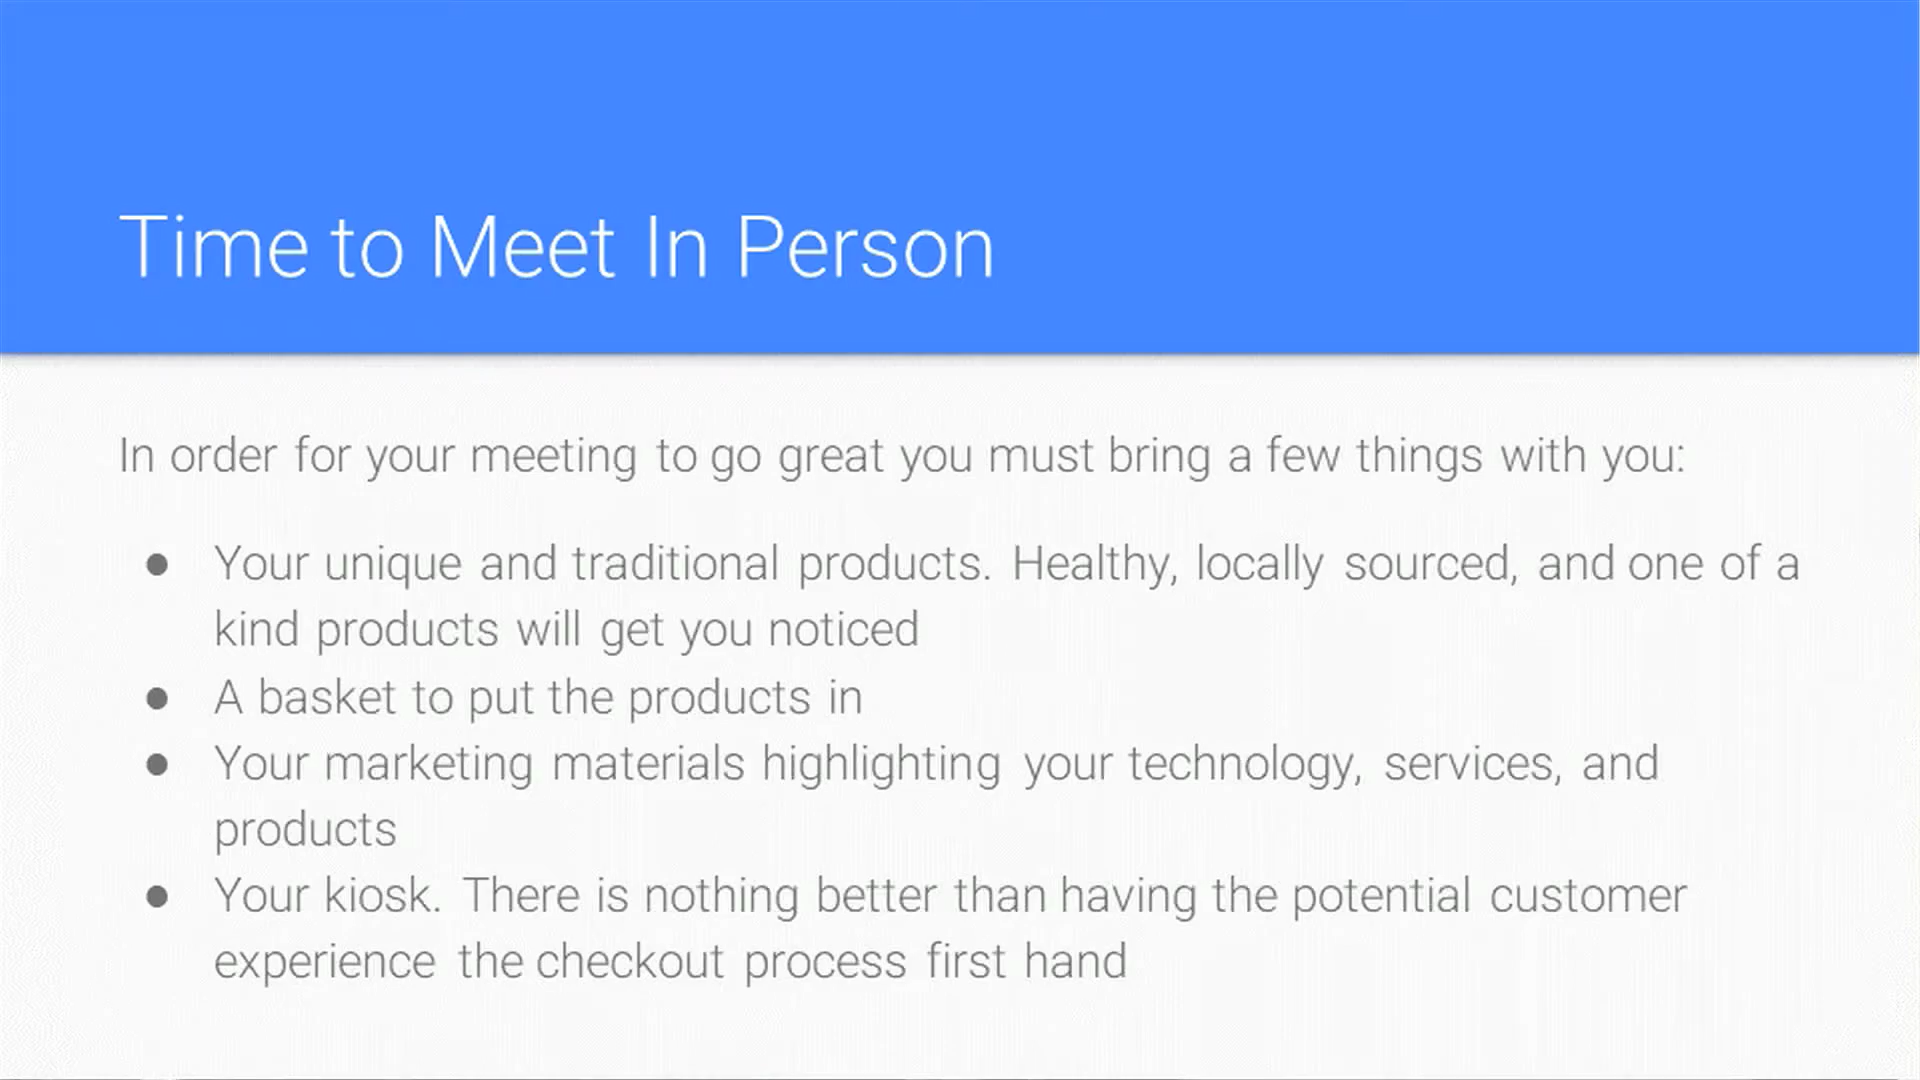 Time to Meet In Person
In order for your meeting to go great you must bring a few things with you:
● Your unique and traditional products. Healthy, locally sourced, and one of a
kind products will get you noticed
● A basket to put the products in
● Your marketing materials highlighting your technology, services, and
products
● Your kiosk. There is nothing better than having the potential customer
experience the checkout process first hand